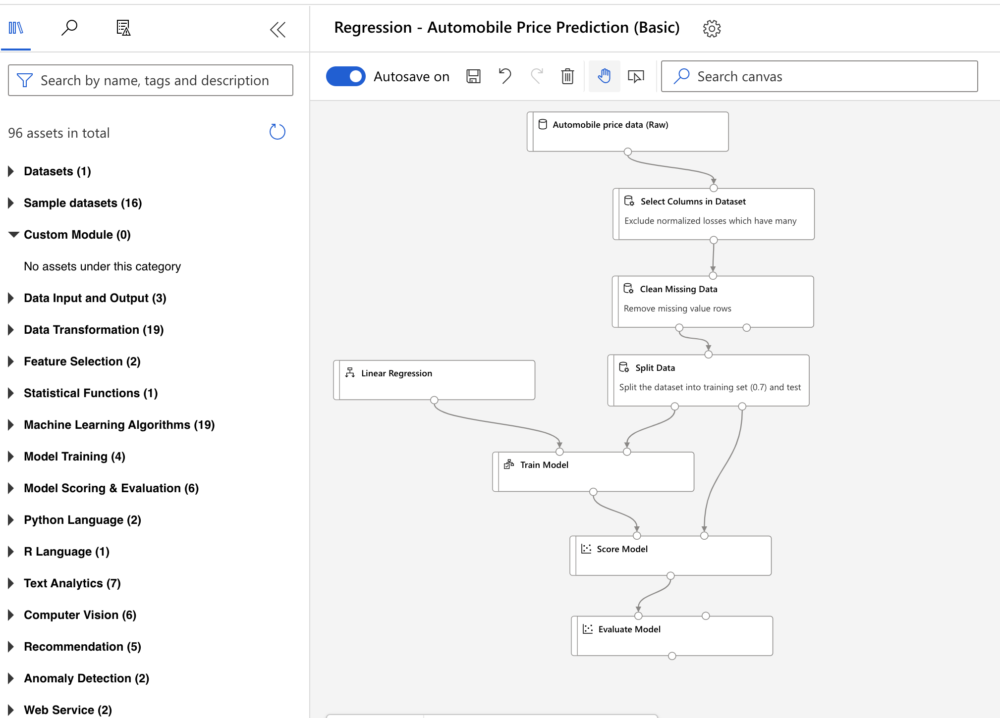 Regression - Automobile Price Prediction (Basic)
Autosave on
Search canvas
Search by name, tags and description
96 assets in total
Datasets (1)
Sample datasets (16)
Custom Module (0)
No assets under this category
Data Input and Output (3)
Data Transformation (19)
Feature Selection (2)
Statistical Functions (1)
Machine Learning Algorithms (19)
Model Training (4)
Model Scoring & Evaluation (6)
Python Language (2)
R Language (1)
Text Analytics (7)
Computer Vision (6)
Recommendation (5)
Anomaly Detection (2)
Web Service (2)
Automobile price data (Raw)
Select Columns in Dataset
Exclude normalized losses which have many
Clean Missing Data
Remove missing value rows
Split Data
Split the dataset into training set (0.7) and test
Linear Regression
Train Model
Score Model
Evaluate Model